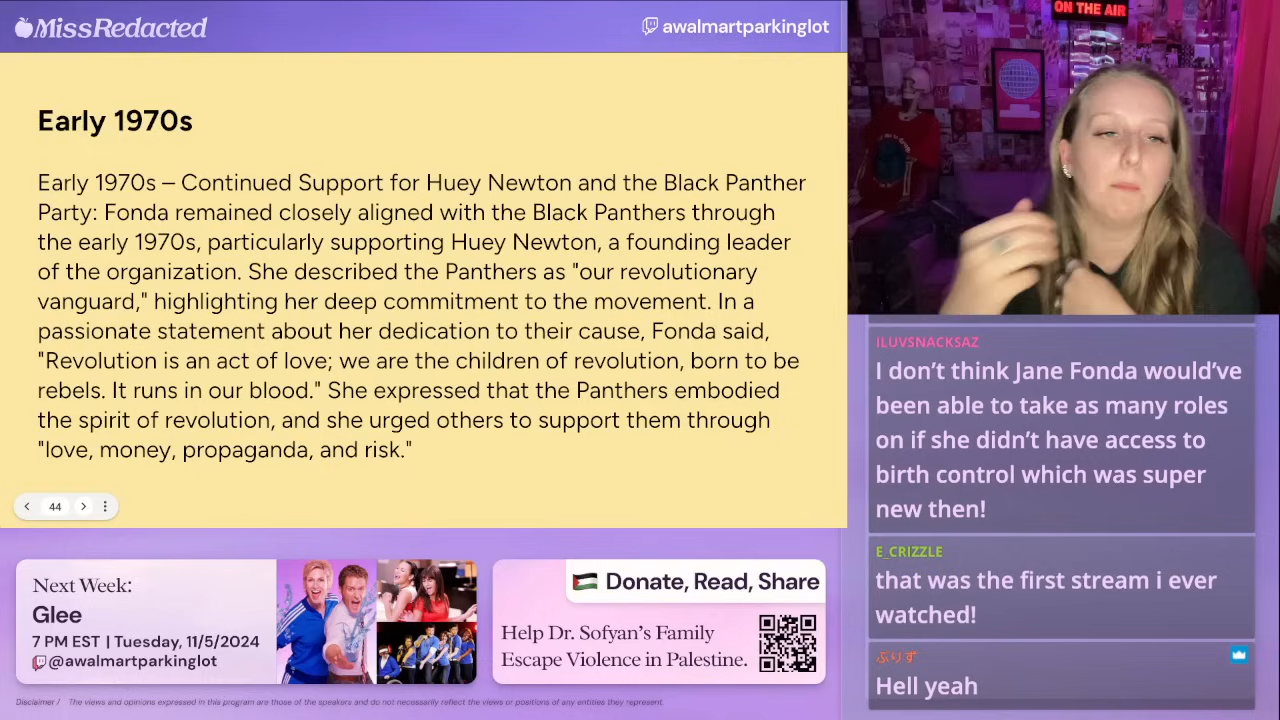 MissRedacted
awalmartparkinglot
ON THE AIR
Early 1970s
Early 1970s – Continued Support for Huey Newton and the Black Panther
Party: Fonda remained closely aligned with the Black Panthers through
the early 1970s, particularly supporting Huey Newton, a founding leader
of the organization. She described the Panthers as "our revolutionary
vanguard," highlighting her deep commitment to the movement. In a
passionate statement about her dedication to their cause, Fonda said,
"Revolution is an act of love; we are the children of revolution, born to be
rebels. It runs in our blood." She expressed that the Panthers embodied
the spirit of revolution, and she urged others to support them through
"love, money, propaganda, and risk."
44
ILUVSNACKSAZ
I don't think Jane Fonda would've
been able to take as many roles
on if she didn't have access to
birth control which was super
new then!
E_CRIZZLE
that was the first stream i ever
watched!
ぷりず
Hell yeah
Next Week:
Glee
7 PM EST | Tuesday, 11/5/2024
@awalmartparkinglot
Donate, Read, Share
Help Dr. Sofyan's Family
Escape Violence in Palestine.
Disclaimer / The views and opinions expressed in this program are those of the speakers and do not necessarily reflect the views or positions of any entities they represent.